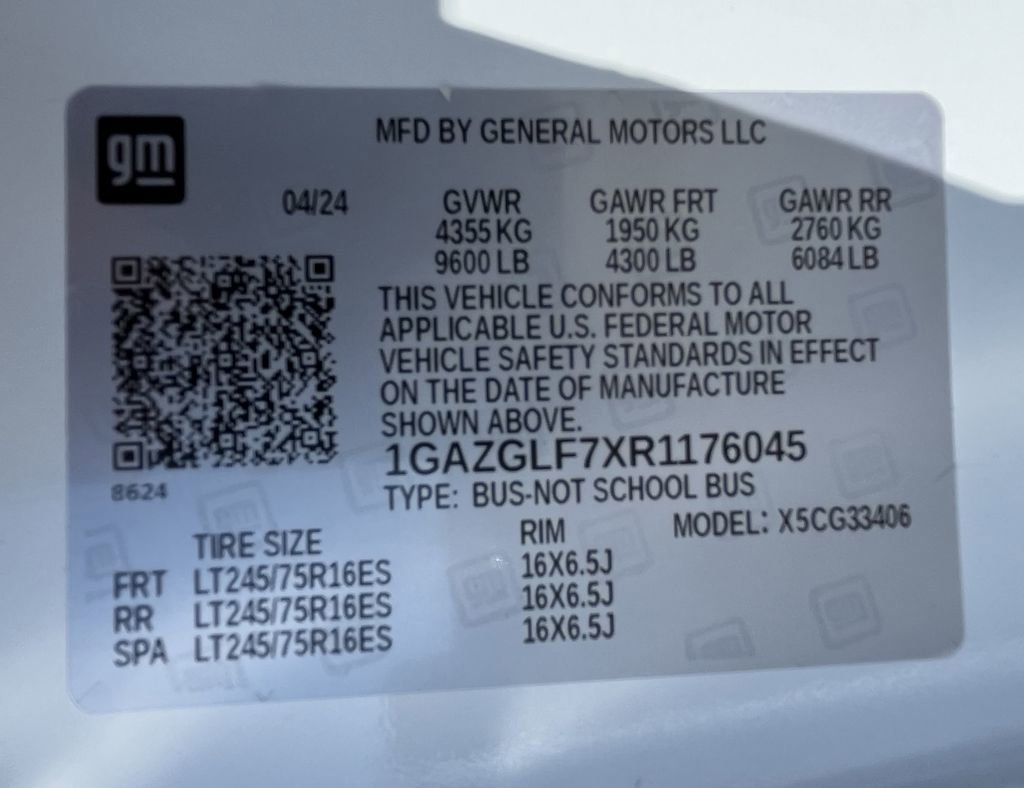 gm
MFD BY GENERAL MOTORS LLC
04/24 GVWR GAWR FRT GAWR RR
4355 KG 1950 KG 2760 KG
9600 LB 4300 LB 6084 LB
THIS VEHICLE CONFORMS TO ALL
APPLICABLE U.S. FEDERAL MOTOR
VEHICLE SAFETY STANDARDS IN EFFECT
ON THE DATE OF MANUFACTURE
SHOWN ABOVE.
1GAZGLF7XR1176045
8624
TYPE: BUS-NOT SCHOOL BUS
TIRE SIZE RIM MODEL: X5CG33406
FRT LT245/75R16ES 16X6.5J
RR LT245/75R16ES 16X6.5J
SPA LT245/75R16ES 16X6.5J